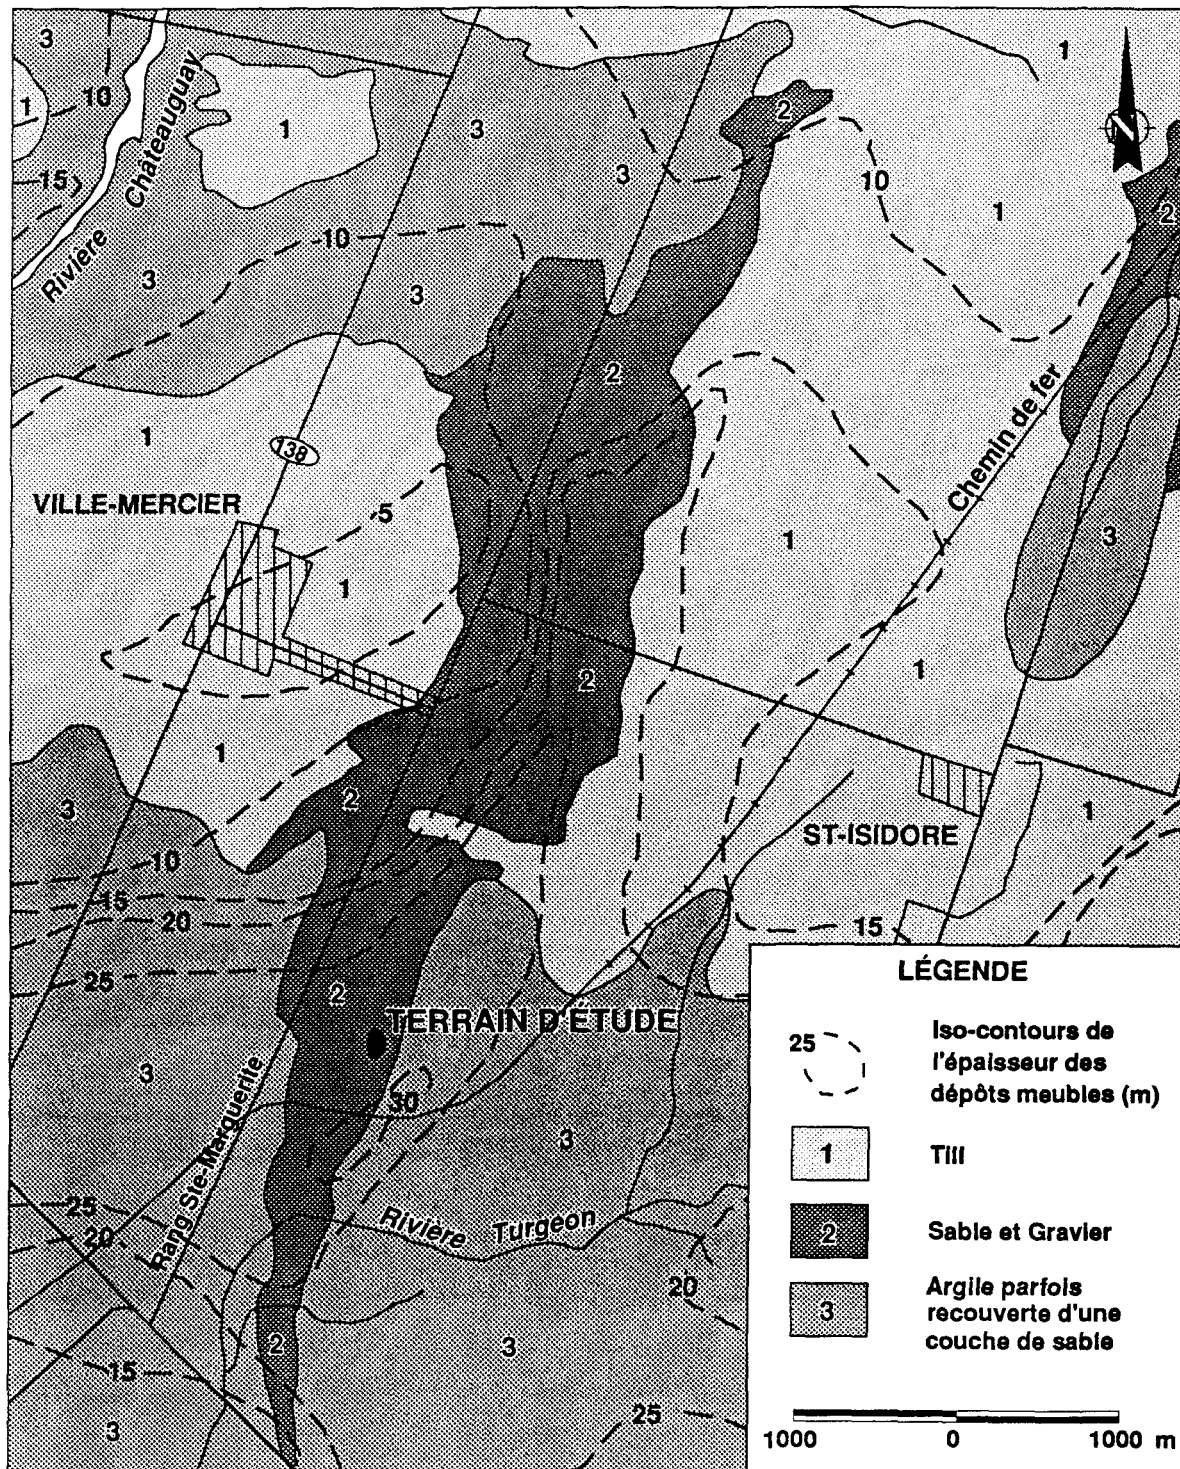 3
1
10
1
3
2
1
Rivière Châteauguay
15
3
10
1
2
3
-10
3
2
1
138
Chemin de fer
VILLE-MERCIER
5
1
3
1
2
1
1
3
2
10
ST-ISIDORE
1
15
20
15
25
2
TERRAIN D'ÉTUDE
3
30
3
Rang Ste-Marguerite
25
20
Rivière Turgeon
20
2
3
15
25
3
LÉGENDE
25
Iso-contours de
l'épaisseur des
dépôts meubles (m)
1
Till
2
Sable et Gravier
3
Argile parfois
recouverte d'une
couche de sable
1000 0 1000 m